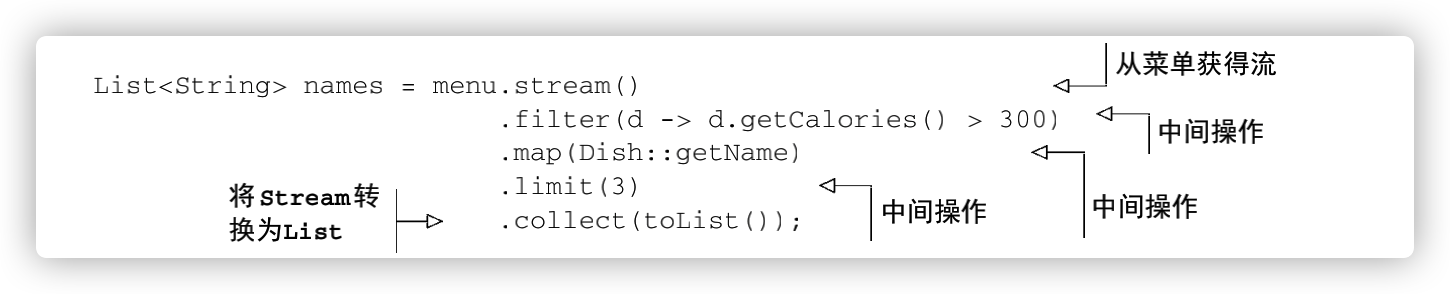 List<String> names = menu.stream()
从菜单获得流
.filter(d -> d.getCalories() > 300)
中间操作
.map(Dish::getName)
中间操作
.limit(3)
中间操作
.collect(toList());
将Stream转
换为List